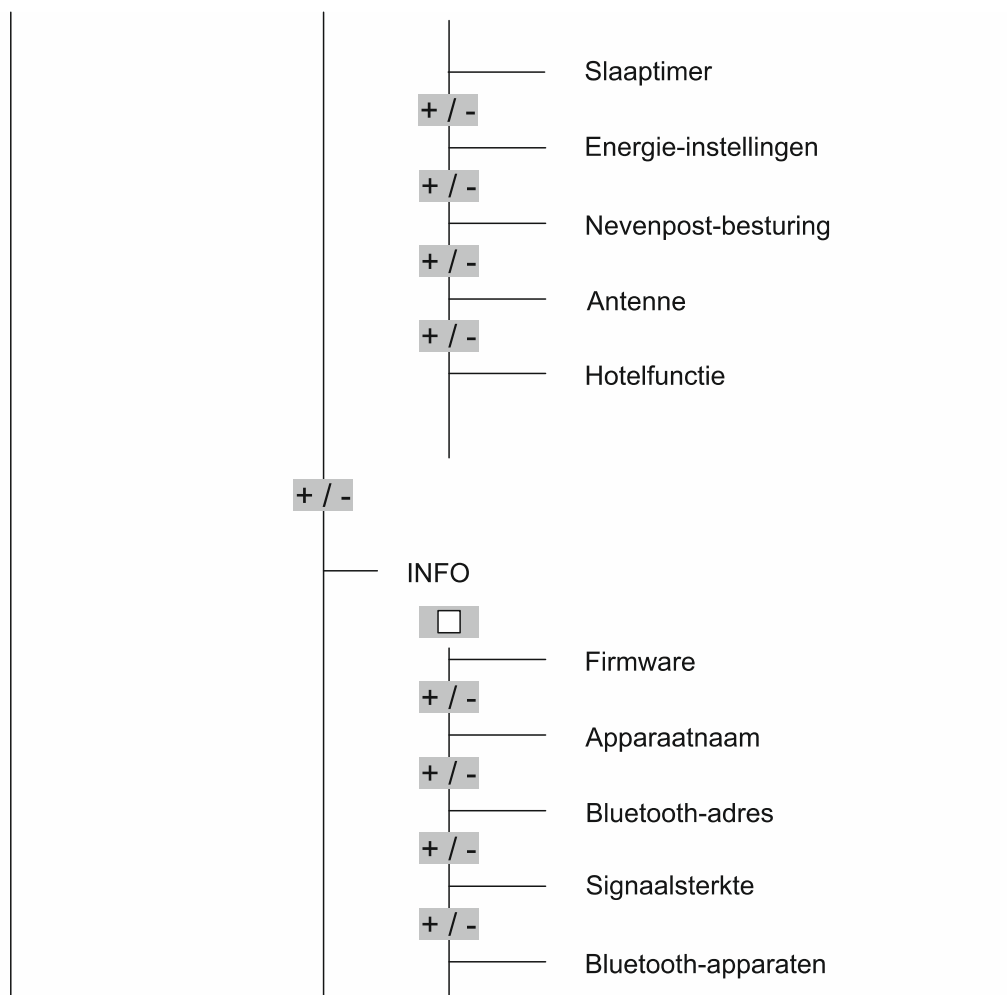 Slaaptimer
+ / -
Energie-instellingen
+ / -
Nevenpost-besturing
+ / -
Antenne
+ / -
Hotelfunctie
+ / -
INFO
Firmware
+ / -
Apparaatnaam
+ / -
Bluetooth-adres
+ / -
Signaalsterkte
+ / -
Bluetooth-apparaten